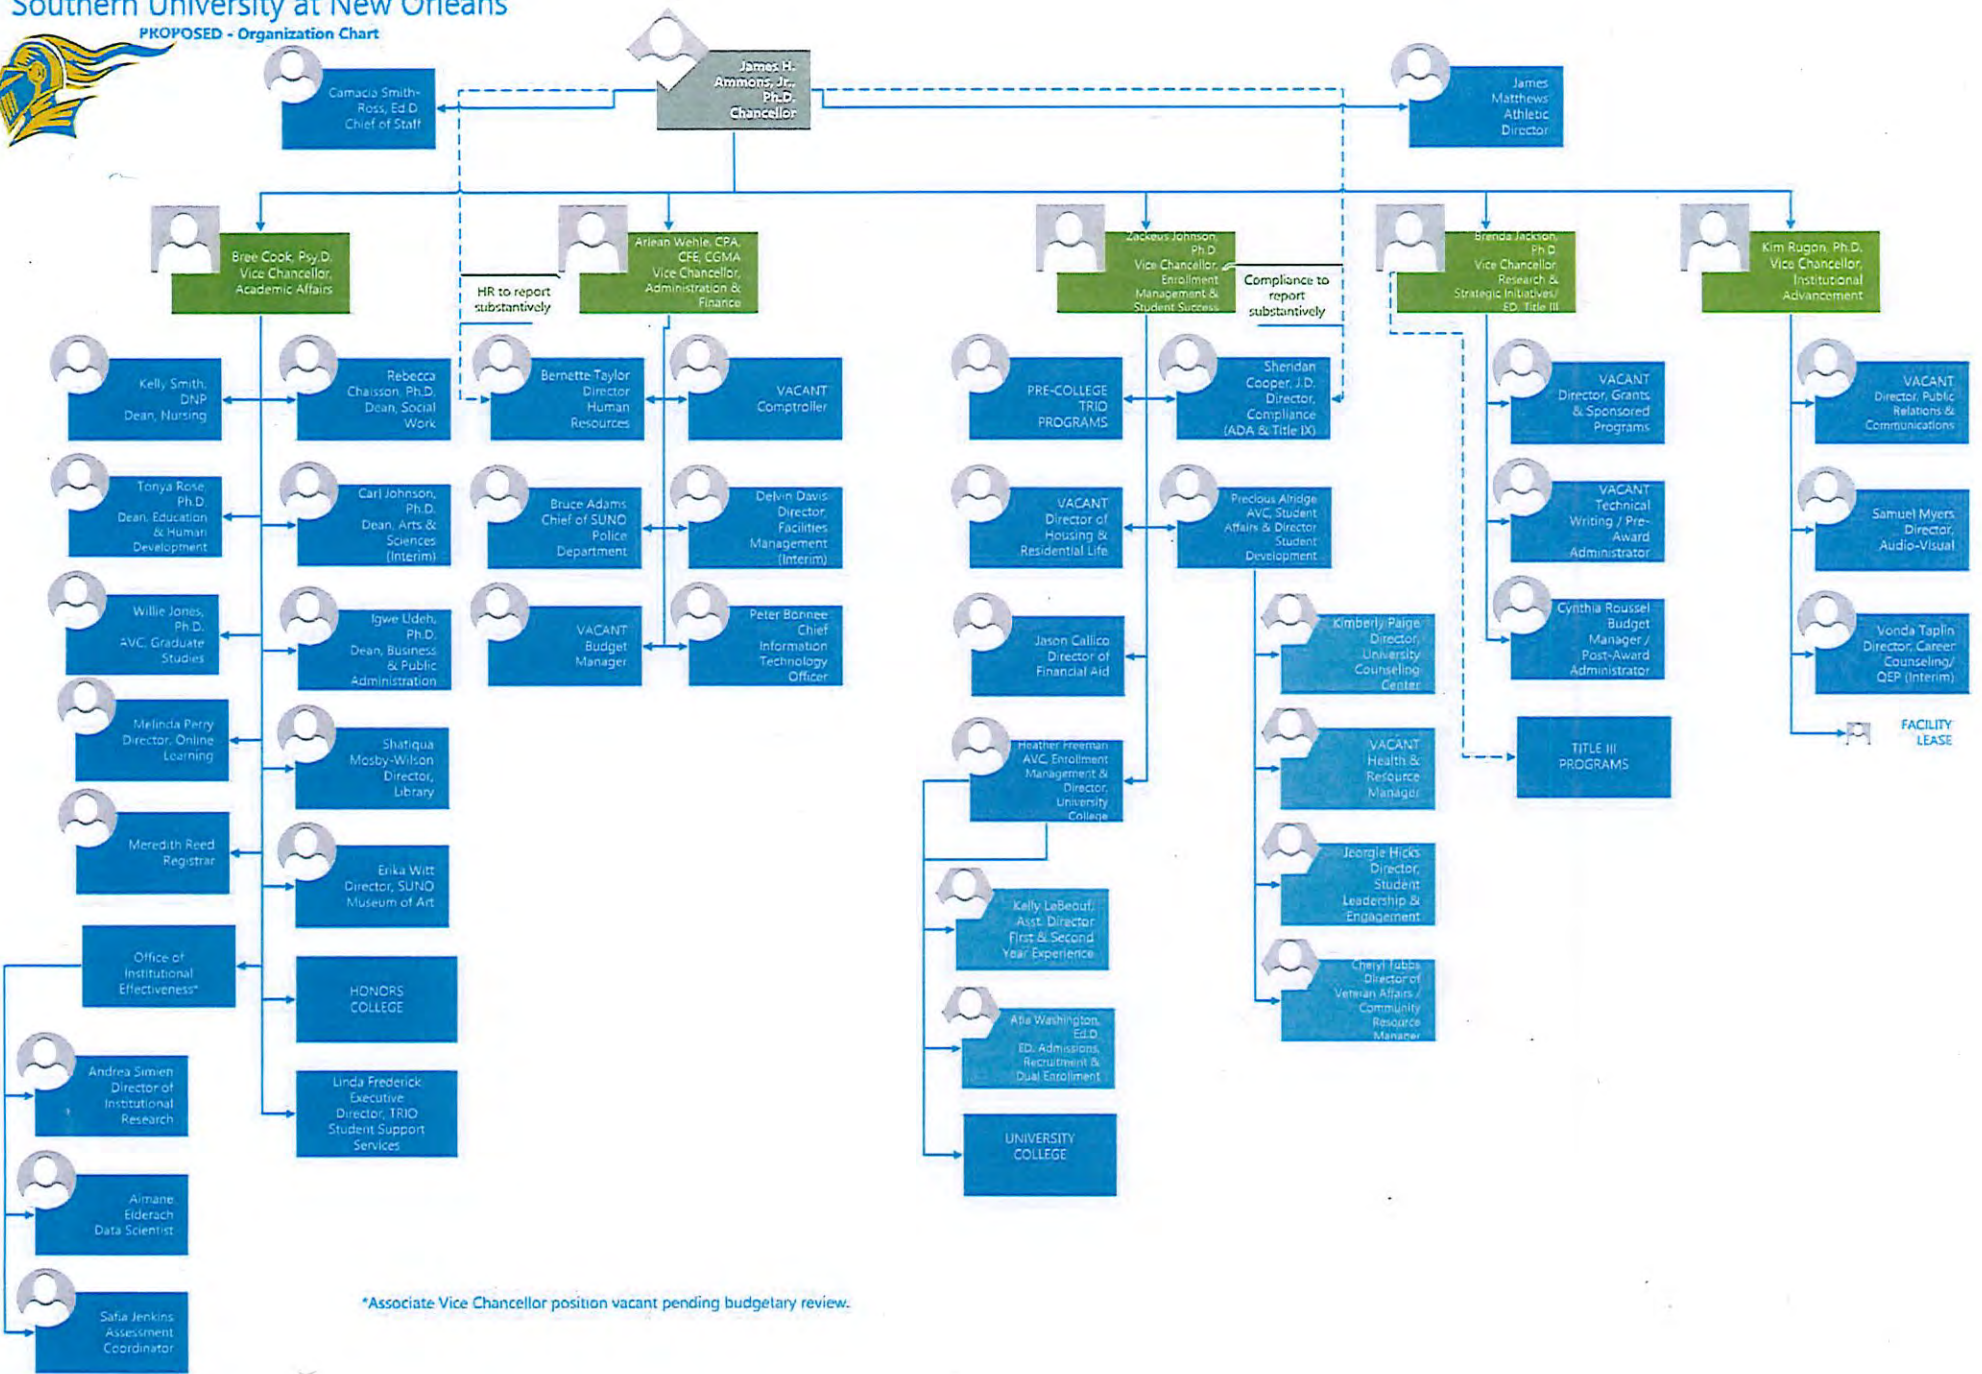 Southern University at New Orleans
PROPOSED - Organization Chart
James H.
Ammons, Jr.,
Ph.D.
Chancellor
Camacia Smith-
Ross, Ed.D.
Chief of Staff
James
Matthews
Athletic
Director
Bree Cook, Psy.D.
Vice Chancellor,
Academic Affairs
Arlean Wehle, CPA,
CFE, CGMA
Vice Chancellor,
Administration &
Finance
Zackeus Johnson,
Ph.D.
Vice Chancellor,
Enrollment
Management &
Student Success
Brenda Jackson,
Ph.D.
Vice Chancellor,
Research &
Strategic Initiatives/
ED, Title III
Kim Rugon, Ph.D.
Vice Chancellor,
Institutional
Advancement
HR to report
substantively
Compliance to
report
substantively
Kelly Smith,
DNP
Dean, Nursing
Rebecca
Chaisson, Ph.D.
Dean, Social
Work
Tonya Rose,
Ph.D.
Dean, Education
& Human
Development
Carl Johnson,
Ph.D.
Dean, Arts &
Sciences
(Interim)
Willie Jones,
Ph.D.
AVC, Graduate
Studies
Igwe Udeh,
Ph.D.
Dean, Business
& Public
Administration
Melinda Perry
Director, Online
Learning
Shatiqua
Mosby-Wilson
Director,
Library
Meredith Reed
Registrar
Erika Witt
Director, SUNO
Museum of Art
Office of
Institutional
Effectiveness*
HONORS
COLLEGE
Linda Frederick
Executive
Director, TRIO
Student Support
Services
Andrea Simien
Director of
Institutional
Research
Aimane
Eiderach
Data Scientist
Safia Jenkins
Assessment
Coordinator
Bernette Taylor
Director
Human
Resources
VACANT
Comptroller
Bruce Adams
Chief of SUNO
Police
Department
Delvin Davis
Director,
Facilities
Management
(Interim)
VACANT
Budget
Manager
Peter Bonnee
Chief
Information
Technology
Officer
PRE-COLLEGE
TRIO
PROGRAMS
Sheridan
Cooper, J.D.
Director,
Compliance
(ADA & Title IX)
VACANT
Director of
Housing &
Residential Life
Precious Alridge
AVC, Student
Affairs & Director
Student
Development
Jason Callico
Director of
Financial Aid
Heather Freeman
AVC, Enrollment
Management &
Director,
University
College
Kelly LeBeouf,
Asst. Director
First & Second
Year Experience
Atia Washington,
Ed.D.
ED, Admissions,
Recruitment &
Dual Enrollment
UNIVERSITY
COLLEGE
Kimberly Paige
Director,
University
Counseling
Center
VACANT
Health &
Resource
Manager
Jeorgie Hicks
Director,
Student
Leadership &
Engagement
Cheryl Tubbs
Director of
Veteran Affairs /
Community
Resource
Manager
VACANT
Director, Grants
& Sponsored
Programs
VACANT
Technical
Writing / Pre-
Award
Administrator
Cynthia Roussel
Budget
Manager /
Post-Award
Administrator
TITLE III
PROGRAMS
VACANT
Director, Public
Relations &
Communications
Samuel Myers
Director,
Audio-Visual
Vonda Taplin
Director, Career
Counseling/
QEP (Interim)
FACILITY
LEASE
*Associate Vice Chancellor position vacant pending budgetary review.